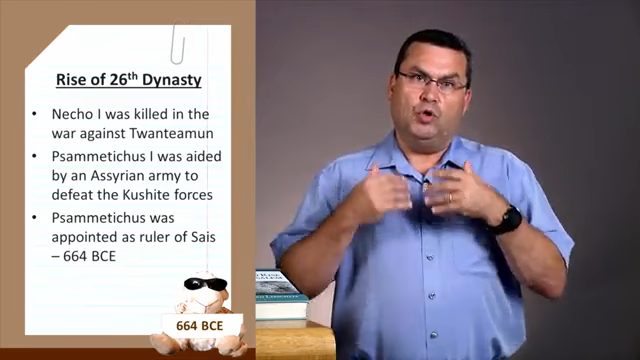 Rise of 26th Dynasty
• Necho I was killed in the
war against Twanteamun
• Psammetichus I was aided
by an Assyrian army to
defeat the Kushite forces
• Psammetichus was
appointed as ruler of Sais
– 664 BCE
664 BCE